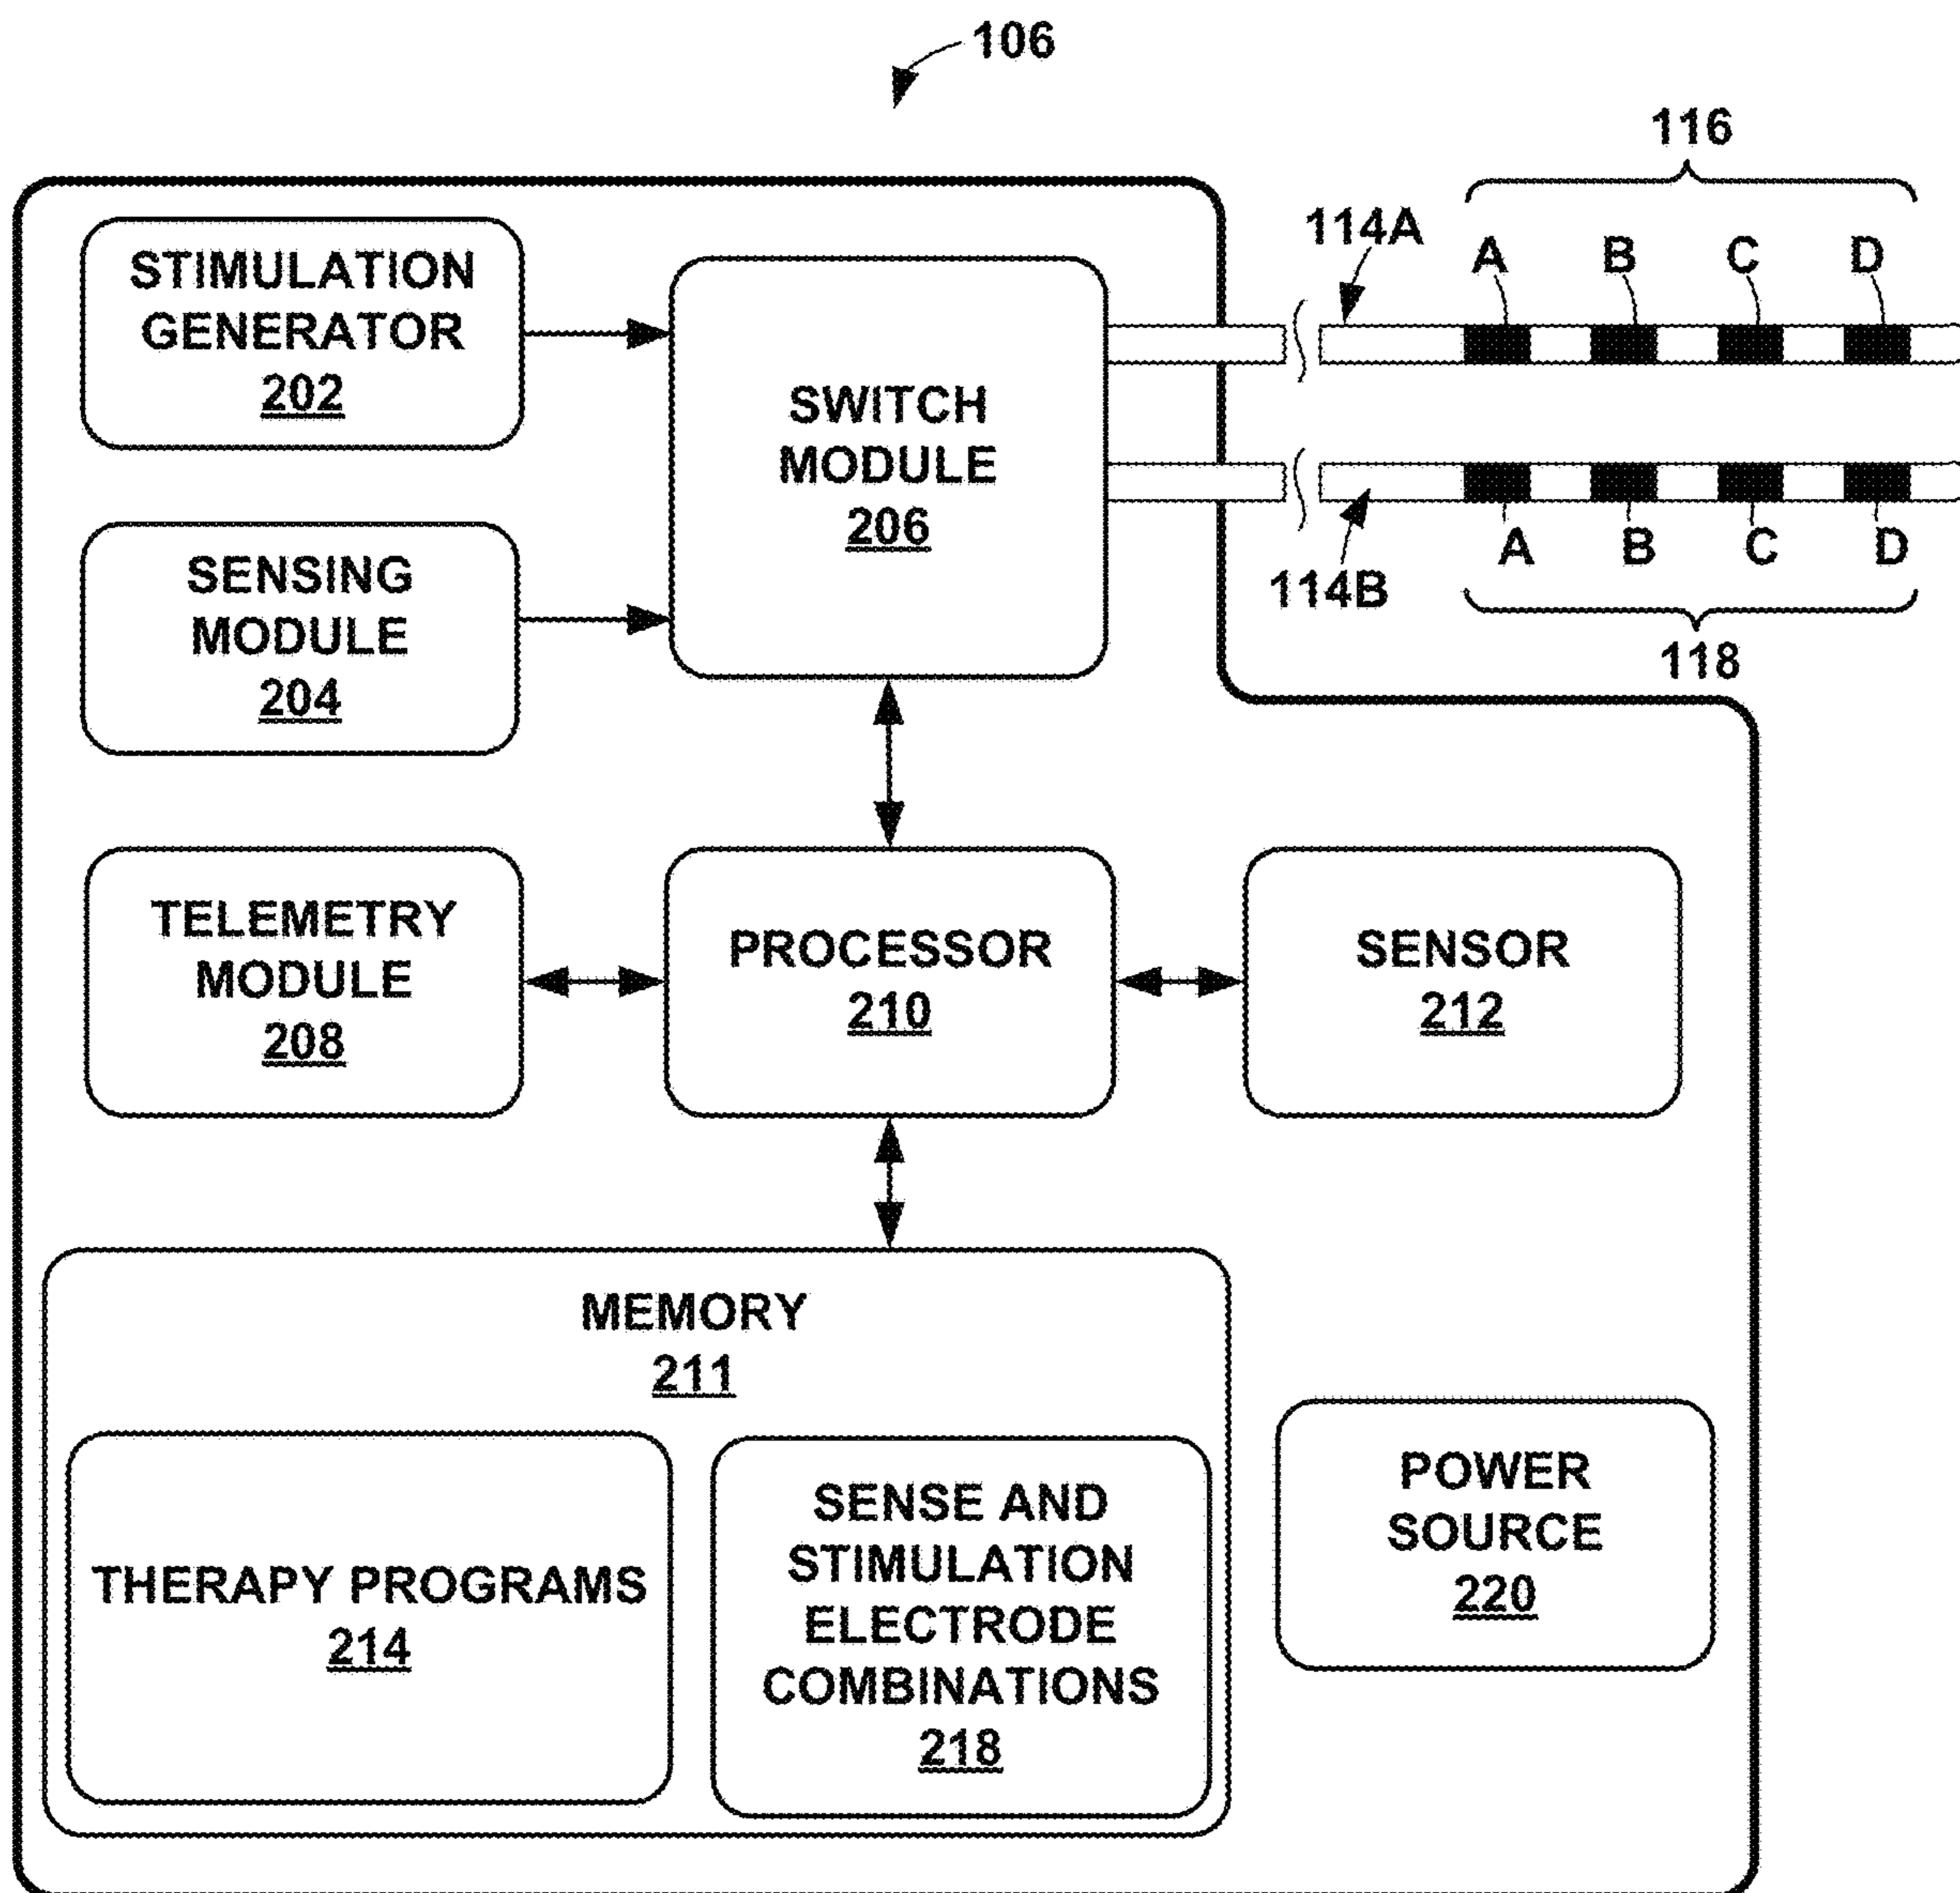 106
116
114A
A B C D
STIMULATION
GENERATOR
202
SWITCH
MODULE
206
SENSING
MODULE
204
A B C D
114B
118
TELEMETRY
MODULE
208
PROCESSOR
210
SENSOR
212
MEMORY
211
THERAPY PROGRAMS
214
SENSE AND
STIMULATION
ELECTRODE
COMBINATIONS
218
POWER
SOURCE
220